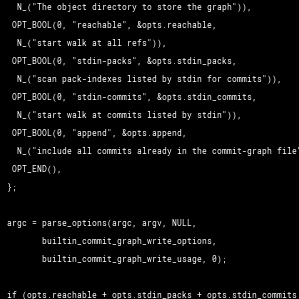 N_("The object directory to store the graph")),
OPT_BOOL(0, "reachable", &opts.reachable,
N_("start walk at all refs")),
OPT_BOOL(0, "stdin-packs", &opts.stdin_packs,
N_("scan pack-indexes listed by stdin for commits")),
OPT_BOOL(0, "stdin-commits", &opts.stdin_commits,
N_("start walk at commits listed by stdin")),
OPT_BOOL(0, "append", &opts.append,
N_("include all commits already in the commit-graph file"
OPT_END(),
};
argc = parse_options(argc, argv, NULL,
builtin_commit_graph_write_options,
builtin_commit_graph_write_usage, 0);
if (opts.reachable + opts.stdin_packs + opts.stdin_commits